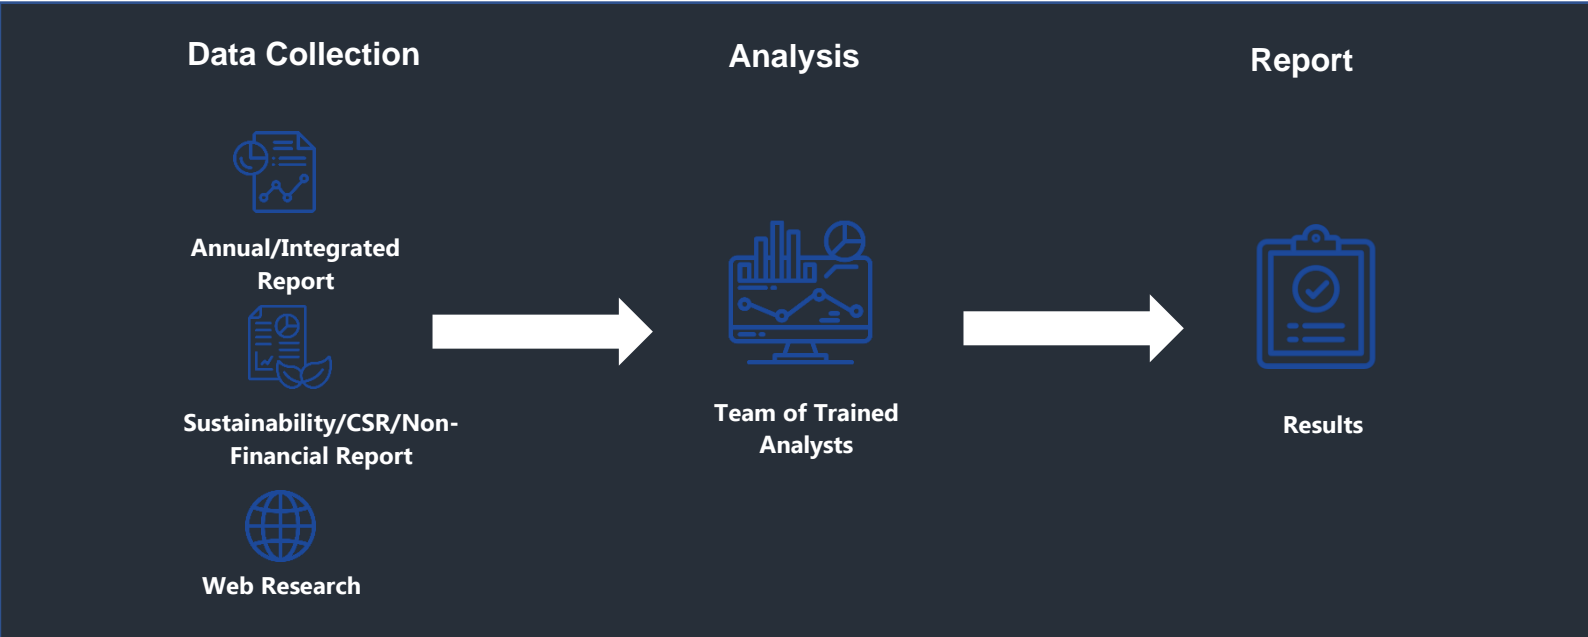 Data Collection
Analysis
Report
Annual/Integrated
Report
Sustainability/CSR/Non-
Financial Report
Web Research
Team of Trained
Analysts
Results